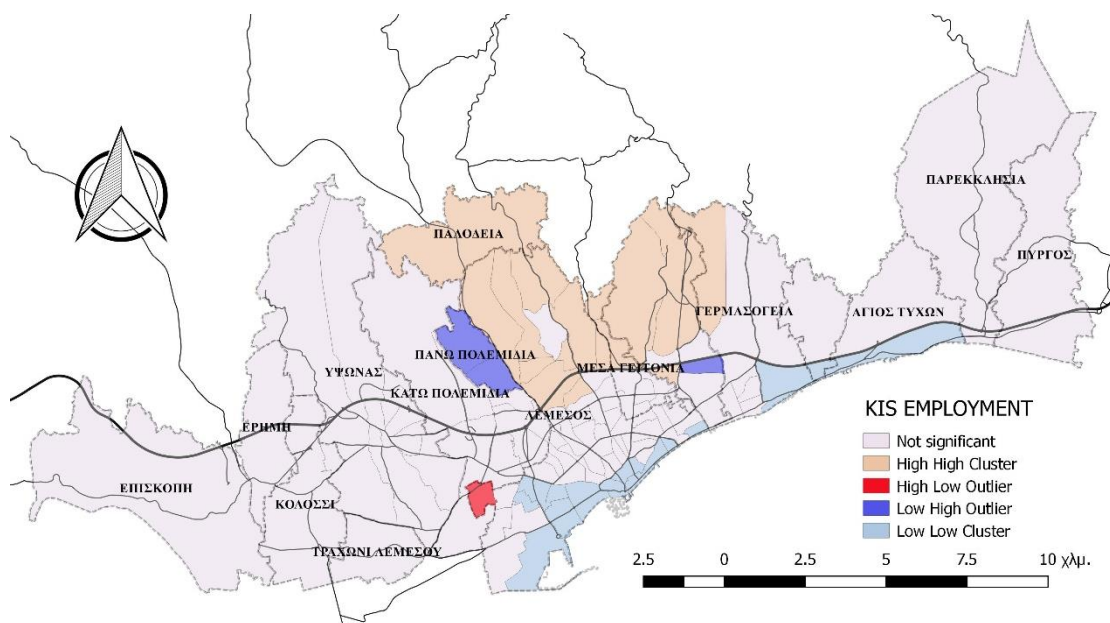 ΠΑΡΕΚΚΛΗΣΙΑ
ΠΑΛΟΔΕΙΑ
ΠΥΡΓΟΣ
ΓΕΡΜΑΣΟΓΕΙΑ
ΑΓΙΟΣ ΤΥΧΩΝ
ΠΑΝΩ ΠΟΛΕΜΙΔΙΑ
ΜΕΣΑ ΓΕΙΤΟΝΙΑ
ΥΨΩΝΑΣ
ΚΑΤΩ ΠΟΛΕΜΙΔΙΑ
ΛΕΜΕΣΟΣ
ΕΡΗΜΗ
ΕΠΙΣΚΟΠΗ
ΚΟΛΟΣΣΙ
ΤΡΑΧΩΝΙ ΛΕΜΕΣΟΥ
KIS EMPLOYMENT
Not significant
High High Cluster
High Low Outlier
Low High Outlier
Low Low Cluster
2.5 0 2.5 5 7.5 10 χλμ.